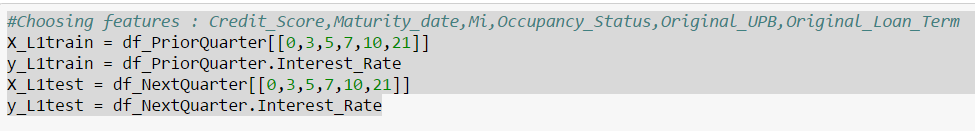 #Choosing features : Credit_Score,Maturity_date,Mi,Occupancy_Status,Original_UPB,Original_Loan_Term
X_L1train = df_PriorQuarter[[0,3,5,7,10,21]]
y_L1train = df_PriorQuarter.Interest_Rate
X_L1test = df_NextQuarter[[0,3,5,7,10,21]]
y_L1test = df_NextQuarter.Interest_Rate